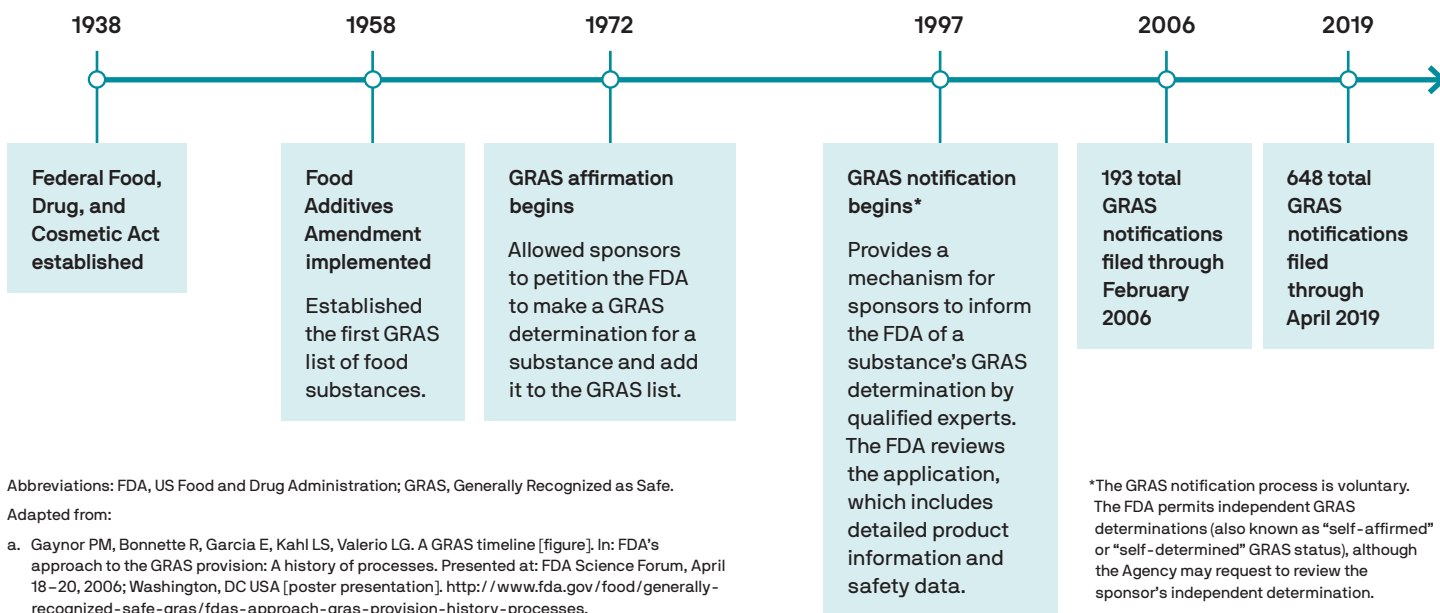 1938
1958
1972
1997
2006
2019
Federal Food,
Drug, and
Cosmetic Act
established
Food
Additives
Amendment
implemented
Established
the first GRAS
list of food
substances.
GRAS affirmation
begins
Allowed sponsors
to petition the FDA
to make a GRAS
determination for a
substance and add
it to the GRAS list.
GRAS notification
begins*
Provides a
mechanism for
sponsors to inform
the FDA of a
substance’s GRAS
determination by
qualified experts.
The FDA reviews
the application,
which includes
detailed product
information and
safety data.
193 total
GRAS
notifications
filed through
February
2006
648 total
GRAS
notifications
filed
through
April 2019
Abbreviations: FDA, US Food and Drug Administration; GRAS, Generally Recognized as Safe.
Adapted from:
a. Gaynor PM, Bonnette R, Garcia E, Kahl LS, Valerio LG. A GRAS timeline [figure]. In: FDA’s
approach to the GRAS provision: A history of processes. Presented at: FDA Science Forum, April
18–20, 2006; Washington, DC USA [poster presentation]. http://www.fda.gov/food/generally-
recognized-safe-gras/fdas-approach-gras-provision-history-processes.
*The GRAS notification process is voluntary.
The FDA permits independent GRAS
determinations (also known as “self-affirmed”
or “self-determined” GRAS status), although
the Agency may request to review the
sponsor’s independent determination.